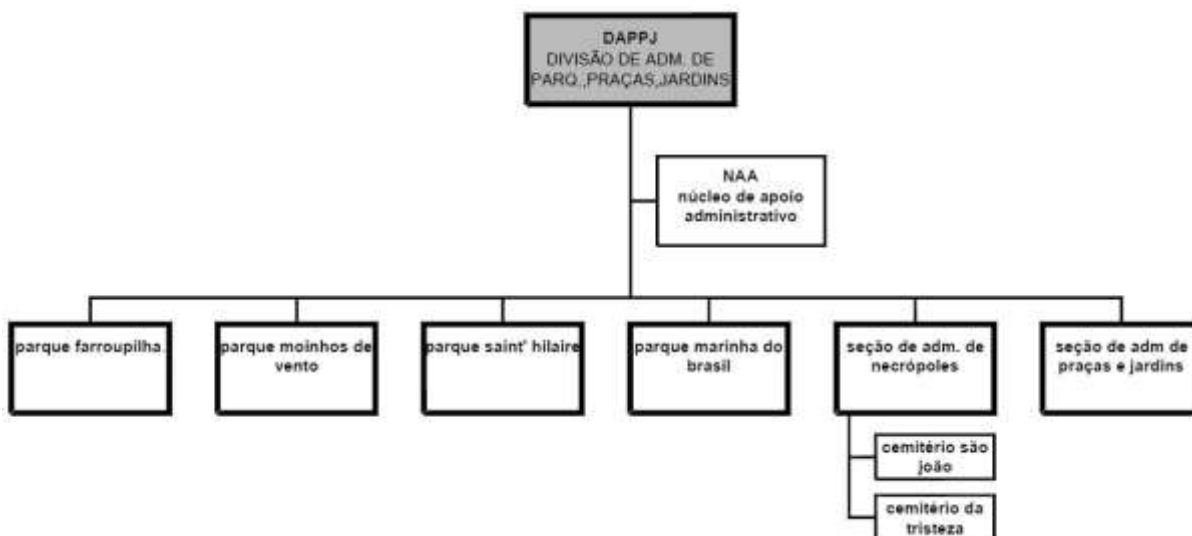 DAPPJ
DIVISÃO DE ADM. DE
PARQ.,PRAÇAS,JARDINS
NAA
núcleo de apoio
administrativo
parque farroupilha
parque moinhos de
vento
parque saint' hilaire
parque marinha do
brasil
seção de adm. de
necrópoles
seção de adm de
praças e jardins
cemitério são
joão
cemitério da
tristeza